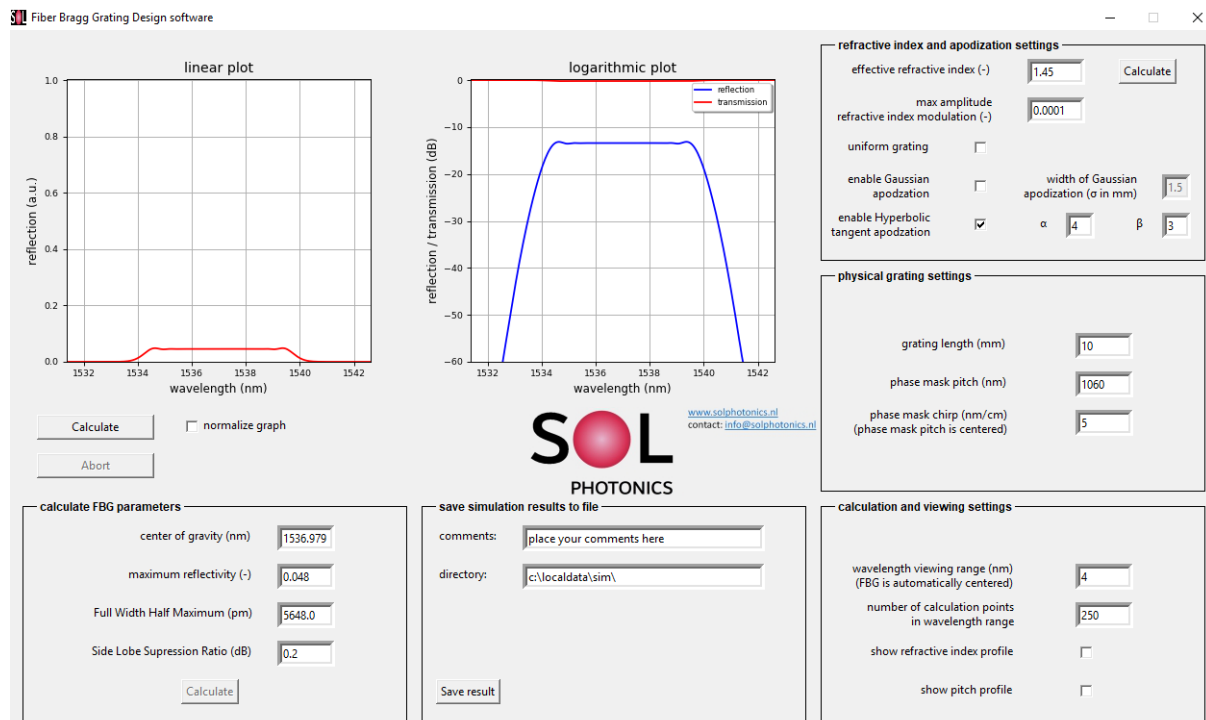 Fiber Bragg Grating Design software
linear plot
1.0
0.8
0.6
0.4
0.2
0.0
reflection (a.u.)
1532 1534 1536 1538 1540 1542
wavelength (nm)
logarithmic plot
reflection
transmission
0
−10
−20
−30
−40
−50
−60
reflection / transmission (dB)
1532 1534 1536 1538 1540 1542
wavelength (nm)
Calculate
normalize graph
Abort
SOL
PHOTONICS
www.solphotonics.nl
contact: info@solphotonics.nl
refractive index and apodization settings
effective refractive index (-) 1.45 Calculate
max amplitude
refractive index modulation (-) 0.0001
uniform grating
enable Gaussian
apodzation
width of Gaussian
apodization (σ in mm) 1.5
enable Hyperbolic
tangent apodzation
α 4 β 3
physical grating settings
grating length (mm) 10
phase mask pitch (nm) 1060
phase mask chirp (nm/cm)
(phase mask pitch is centered) 5
calculate FBG parameters
center of gravity (nm) 1536.979
maximum reflectivity (-) 0.048
Full Width Half Maximum (pm) 5648.0
Side Lobe Supression Ratio (dB) 0.2
Calculate
save simulation results to file
comments: place your comments here
directory: c:\localdata\sim\
Save result
calculation and viewing settings
wavelength viewing range (nm)
(FBG is automatically centered) 4
number of calculation points
in wavelength range 250
show refractive index profile
show pitch profile